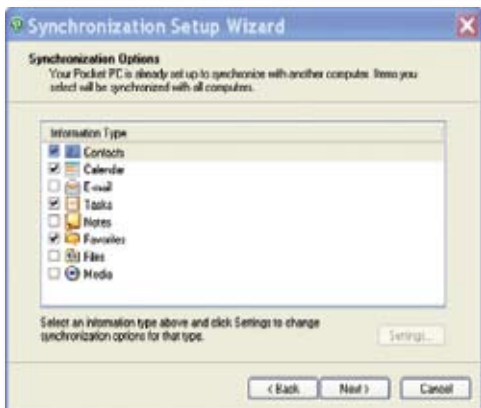 Synchronization Setup Wizard
Synchronization Options
Your Pocket PC is already set up to synchronize with another computer. Items you
select will be synchronized with all computers.
Information Type
Contacts
Calendar
E-mail
Tasks
Notes
Favorites
Files
Media
Select an information type above and click Settings to change
synchronization options for that type.
Settings...
< Back
Next >
Cancel